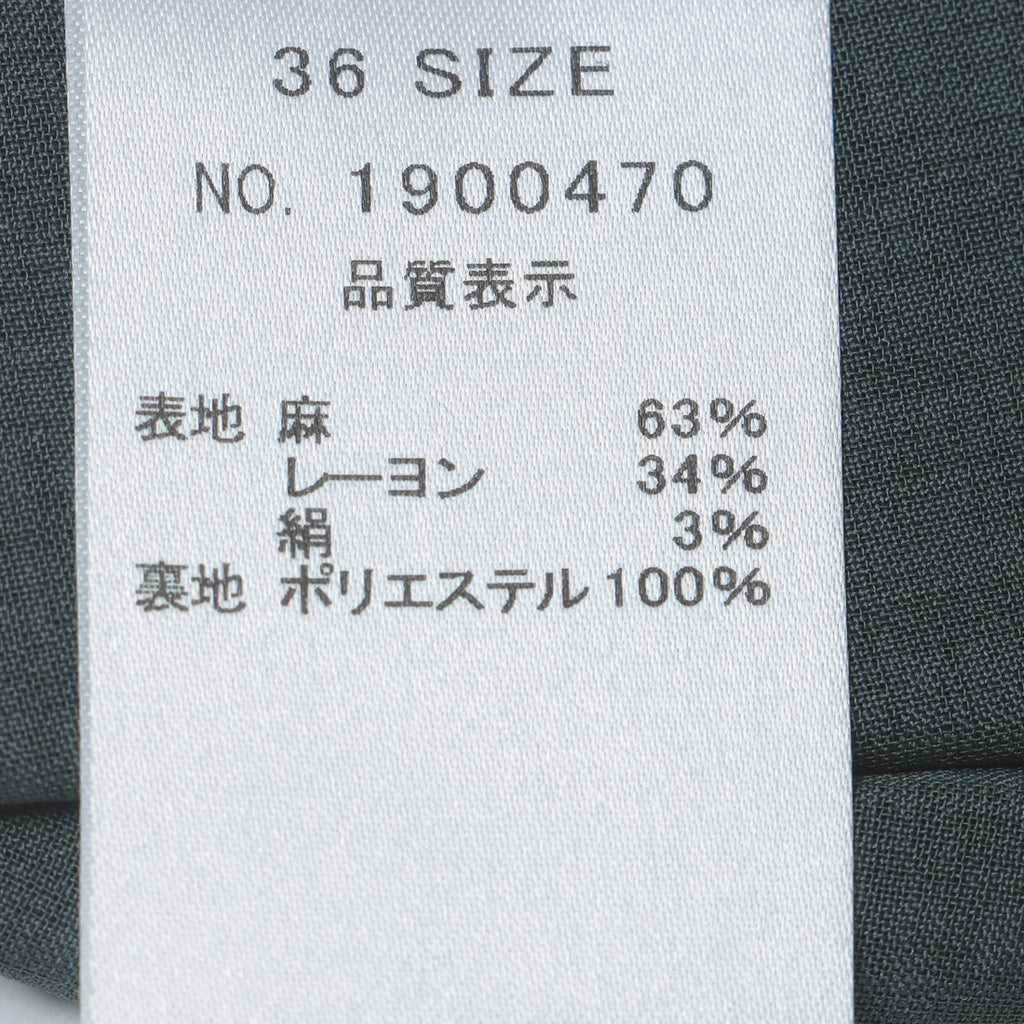 36 SIZE
NO. 1900470
品質表示
表地 麻 63%
レーヨン 34%
絹 3%
裏地 ポリエステル 100%